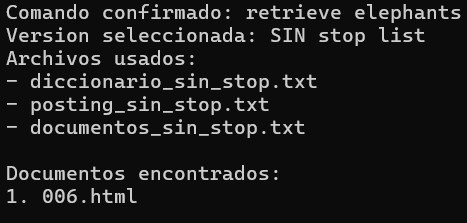 Comando confirmado: retrieve elephants
Version seleccionada: SIN stop list
Archivos usados:
- diccionario_sin_stop.txt
- posting_sin_stop.txt
- documentos_sin_stop.txt
Documentos encontrados:
1. 006.html